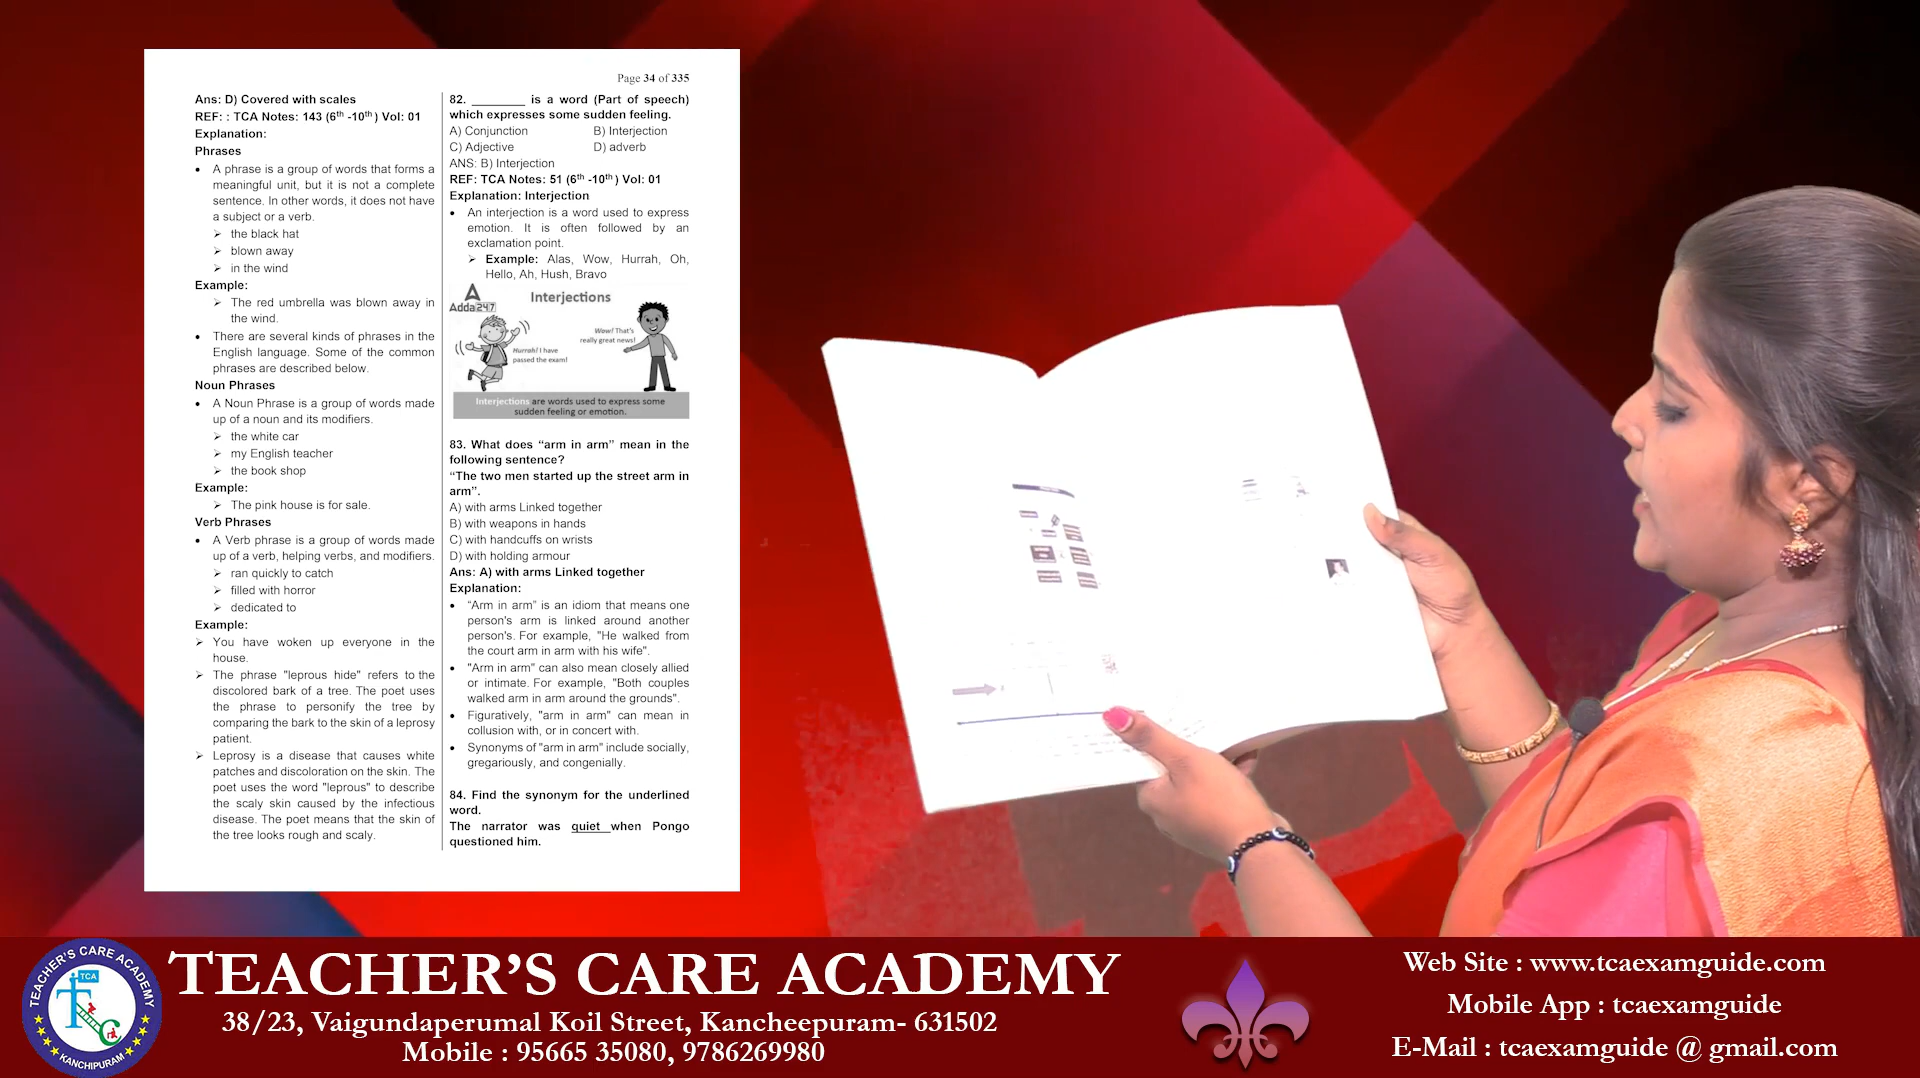 Page 34 of 335
Ans: D) Covered with scales
REF: : TCA Notes: 143 (6th -10th ) Vol: 01
Explanation:
Phrases
• A phrase is a group of words that forms a
meaningful unit, but it is not a complete
sentence. In other words, it does not have
a subject or a verb.
➢ the black hat
➢ blown away
➢ in the wind
Example:
➢ The red umbrella was blown away in
the wind.
• There are several kinds of phrases in the
English language. Some of the common
phrases are described below.
Noun Phrases
• A Noun Phrase is a group of words made
up of a noun and its modifiers.
➢ the white car
➢ my English teacher
➢ the book shop
Example:
➢ The pink house is for sale.
Verb Phrases
• A Verb phrase is a group of words made
up of a verb, helping verbs, and modifiers.
➢ ran quickly to catch
➢ filled with horror
➢ dedicated to
Example:
➢ You have woken up everyone in the
house.
➢ The phrase "leprous hide" refers to the
discolored bark of a tree. The poet uses
the phrase to personify the tree by
comparing the bark to the skin of a leprosy
patient.
➢ Leprosy is a disease that causes white
patches and discoloration on the skin. The
poet uses the word "leprous" to describe
the scaly skin caused by the infectious
disease. The poet means that the skin of
the tree looks rough and scaly.
82. ________ is a word (Part of speech)
which expresses some sudden feeling.
A) Conjunction B) Interjection
C) Adjective D) adverb
ANS: B) Interjection
REF: TCA Notes: 51 (6th -10th ) Vol: 01
Explanation: Interjection
• An interjection is a word used to express
emotion. It is often followed by an
exclamation point.
➢ Example: Alas, Wow, Hurrah, Oh,
Hello, Ah, Hush, Bravo
Adda247
Interjections
Wow! That's
really great news!
Hurrah! I have
passed the exam!
Interjections are words used to express some
sudden feeling or emotion.
83. What does “arm in arm” mean in the
following sentence?
“The two men started up the street arm in
arm”.
A) with arms Linked together
B) with weapons in hands
C) with handcuffs on wrists
D) with holding armour
Ans: A) with arms Linked together
Explanation:
• “Arm in arm” is an idiom that means one
person's arm is linked around another
person's. For example, "He walked from
the court arm in arm with his wife".
• "Arm in arm" can also mean closely allied
or intimate. For example, "Both couples
walked arm in arm around the grounds".
• Figuratively, "arm in arm" can mean in
collusion with, or in concert with.
• Synonyms of "arm in arm" include socially,
gregariously, and congenially.
84. Find the synonym for the underlined
word.
The narrator was quiet when Pongo
questioned him.
TEACHER'S CARE ACADEMY
TCA
KANCHIPURAM
TEACHER’S CARE ACADEMY
38/23, Vaigundaperumal Koil Street, Kancheepuram- 631502
Mobile : 95665 35080, 9786269980
Web Site : www.tcaexamguide.com
Mobile App : tcaexamguide
E-Mail : tcaexamguide @ gmail.com